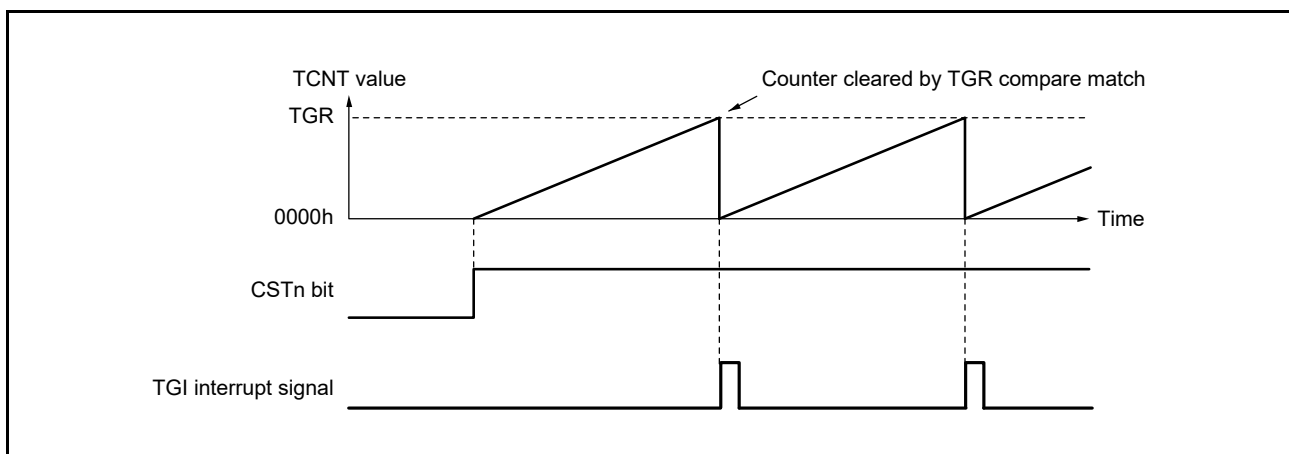 TCNT value
Counter cleared by TGR compare match
TGR
0000h
Time
CSTn bit
TGI interrupt signal